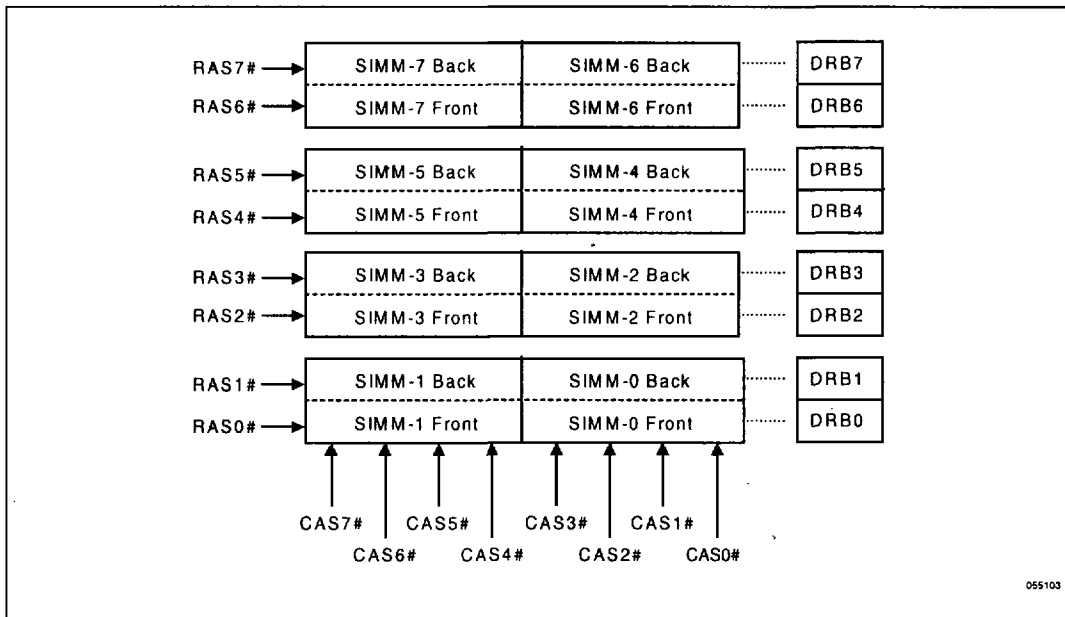 RAS7# SIMM-7 Back SIMM-6 Back DRB7
RAS6# SIMM-7 Front SIMM-6 Front DRB6
RAS5# SIMM-5 Back SIMM-4 Back DRB5
RAS4# SIMM-5 Front SIMM-4 Front DRB4
RAS3# SIMM-3 Back SIMM-2 Back DRB3
RAS2# SIMM-3 Front SIMM-2 Front DRB2
RAS1# SIMM-1 Back SIMM-0 Back DRB1
RAS0# SIMM-1 Front SIMM-0 Front DRB0
CAS7# CAS5# CAS3# CAS1#
CAS6# CAS4# CAS2# CAS0#
055103